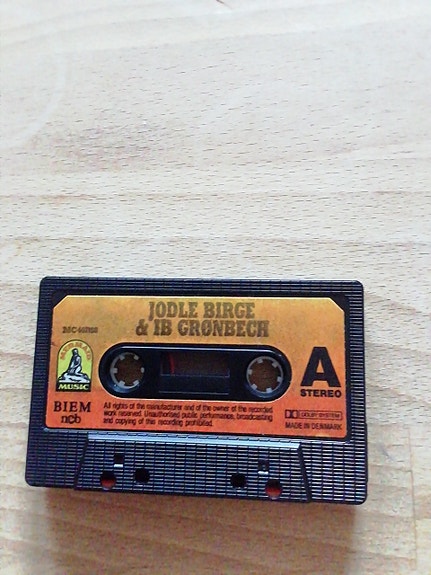 JODLE BIRGE
& IB GRØNBECH
MERMAID
MUSIC
BIEM
ncb
A
STEREO
All rights of the manufacturer and of the owner of the recorded
work reserved. Unauthorised public performance, broadcasting
and copying of this recording prohibited.
DOLBY SYSTEM
MADE IN DENMARK